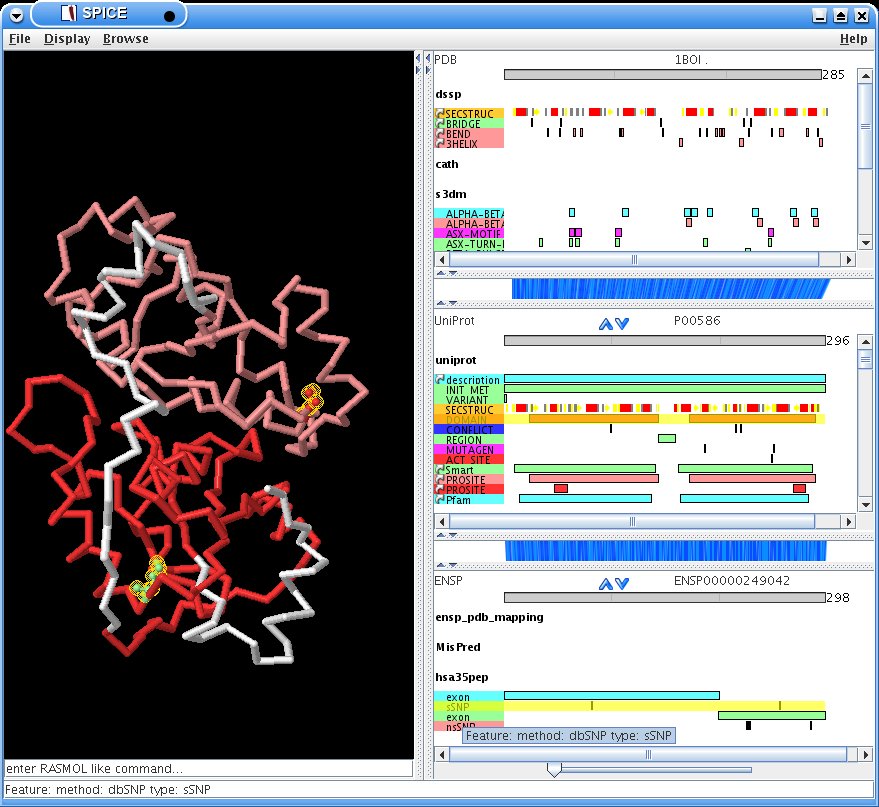 SPICE
File Display Browse Help
PDB 1BOI .
285
dssp
SECSTRUC
BRIDGE
BEND
3HELIX
cath
s3dm
ALPHA-BETA
ALPHA-BETA
ASX-MOTIF
ASX-TURN-I
UniProt P00586
296
uniprot
description
INIT_MET
VARIANT
SECSTRUC
DOMAIN
CONFLICT
REGION
MUTAGEN
ACT_SITE
Smart
PROSITE
PROSITE
Pfam
ENSP ENSP00000249042
298
ensp_pdb_mapping
MisPred
hsa35pep
exon
sSNP
exon
nsSNP
Feature: method: dbSNP type: sSNP
enter RASMOL like command...
Feature: method: dbSNP type: sSNP